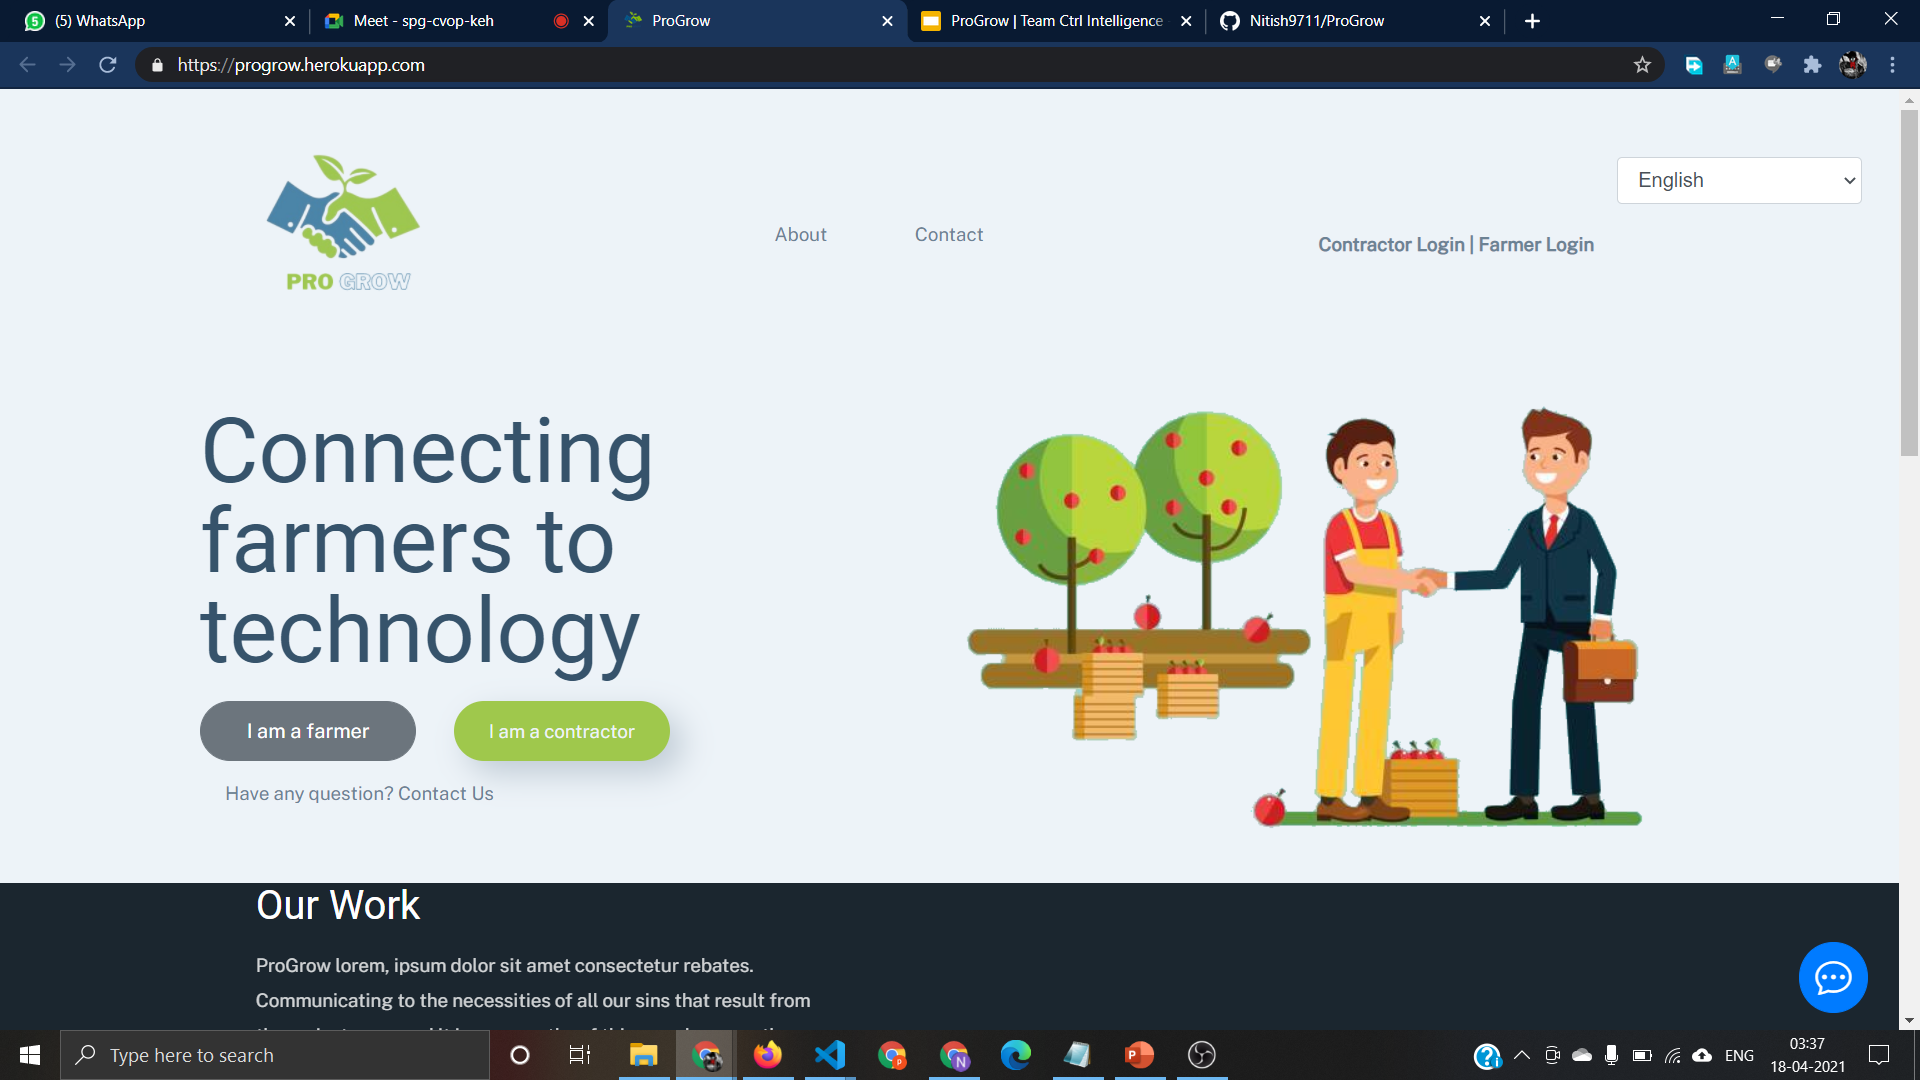 (5) WhatsApp
Meet - spg-cvop-keh
ProGrow
ProGrow | Team Ctrl Intelligence
Nitish9711/ProGrow
https://progrow.herokuapp.com
English
About
Contact
Contractor Login | Farmer Login
PRO GROW
Connecting
farmers to
technology
I am a farmer
I am a contractor
Have any question? Contact Us
Our Work
ProGrow lorem, ipsum dolor sit amet consectetur rebates.
Communicating to the necessities of all our sins that result from
Type here to search
ENG
03:37
18-04-2021